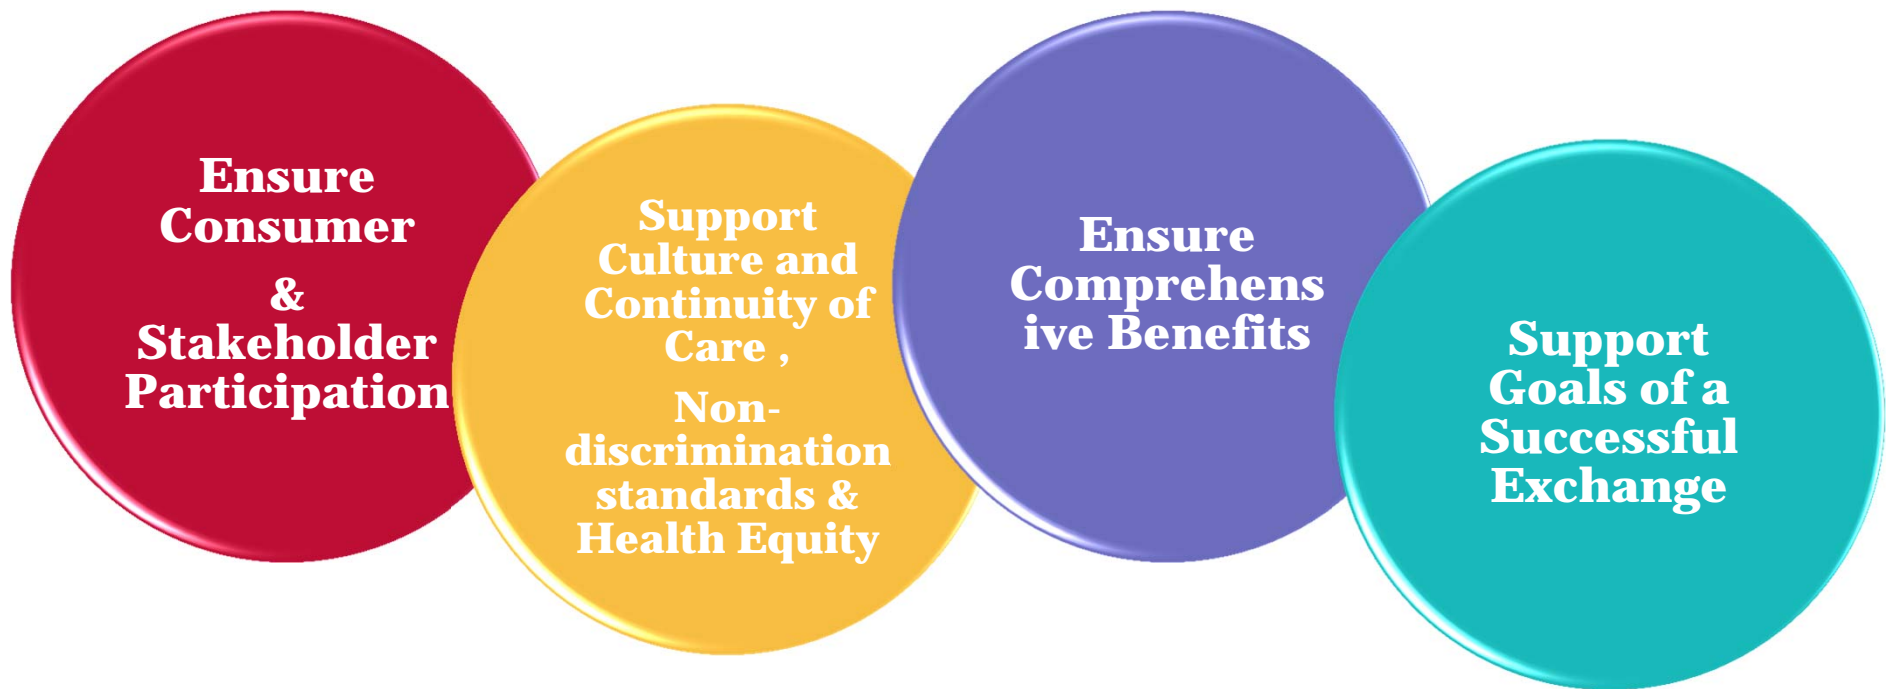 Ensure
Consumer
&
Stakeholder
Participation
Support
Culture and
Continuity of
Care ,
Non-
discrimination
standards &
Health Equity
Ensure
Comprehens
ive Benefits
Support
Goals of a
Successful
Exchange